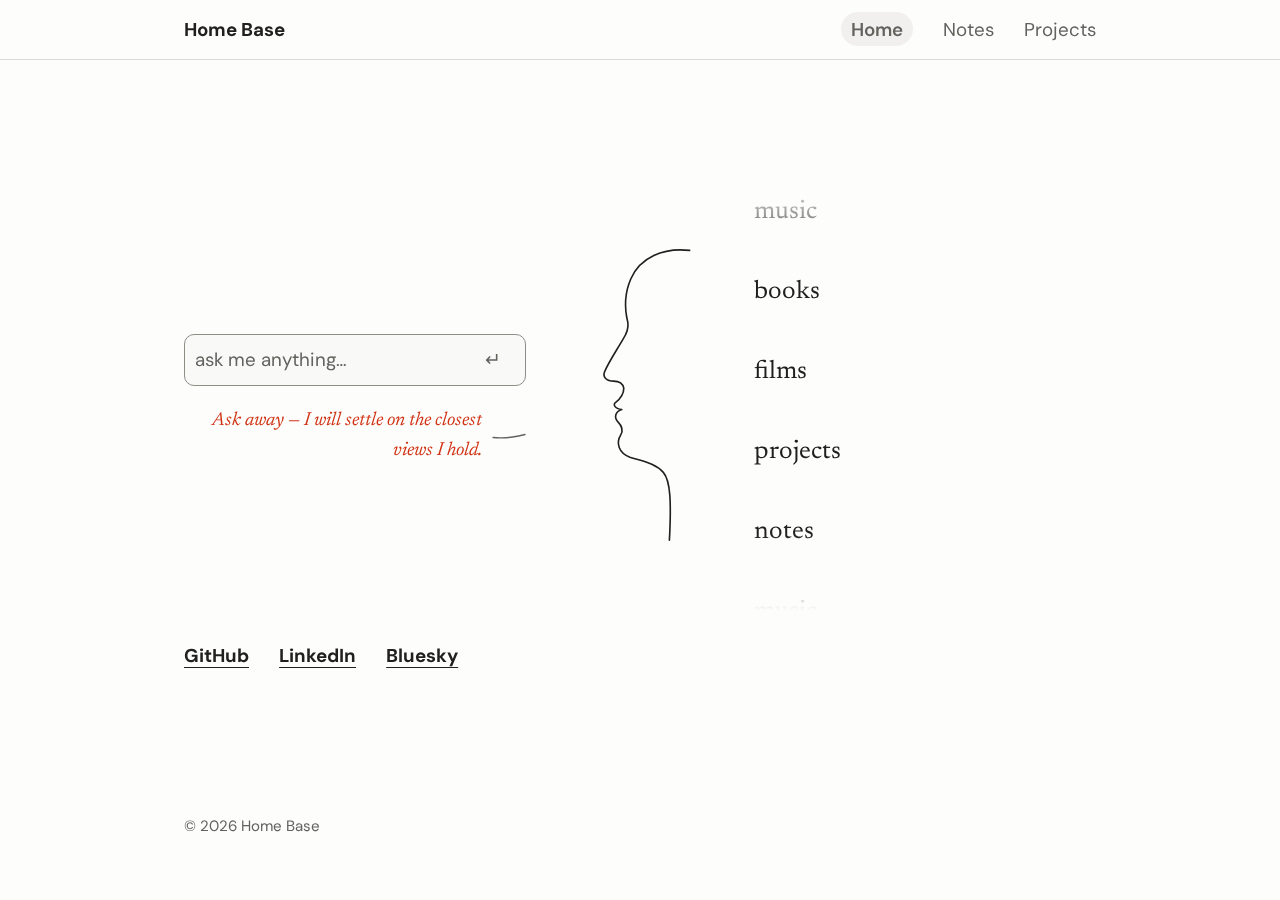 Home Base
Home Notes Projects
music
books
ask me anything...
films
Ask away – I will settle on the closest
views I hold.
projects
notes
music
GitHub LinkedIn Bluesky
© 2026 Home Base